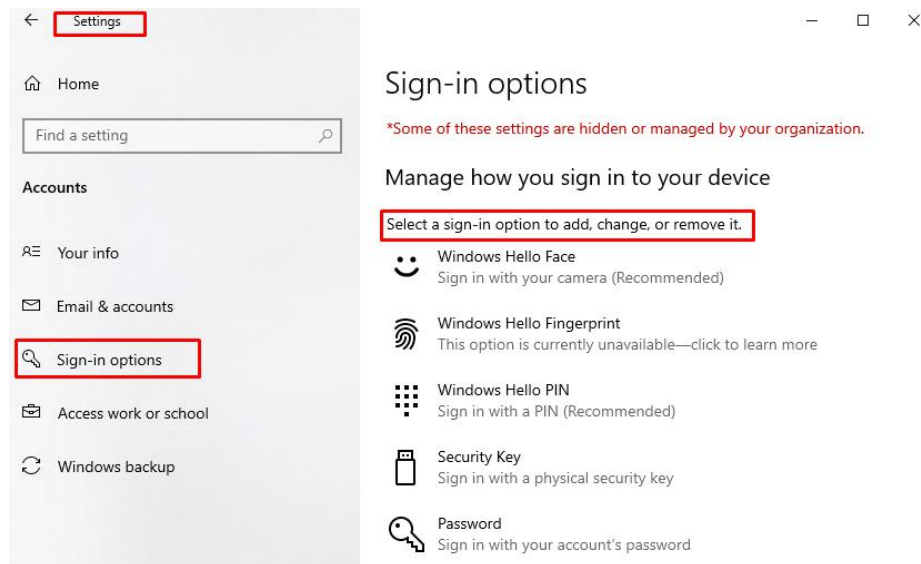 Settings
Home
Find a setting
Accounts
Your info
Email & accounts
Sign-in options
Access work or school
Windows backup
Sign-in options
*Some of these settings are hidden or managed by your organization.
Manage how you sign in to your device
Select a sign-in option to add, change, or remove it.
Windows Hello Face
Sign in with your camera (Recommended)
Windows Hello Fingerprint
This option is currently unavailable—click to learn more
Windows Hello PIN
Sign in with a PIN (Recommended)
Security Key
Sign in with a physical security key
Password
Sign in with your account's password